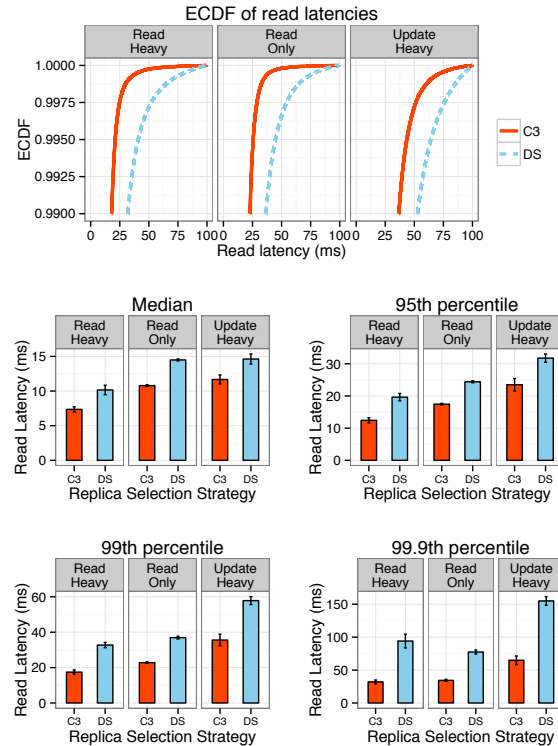 ECDF of read latencies
Read Heavy
Read Only
Update Heavy
1.0000
0.9975
0.9950
0.9925
0.9900
ECDF
0 25 50 75 100 0 25 50 75 100 0 25 50 75 100
Read latency (ms)
C3
DS
Median
Read Heavy
Read Only
Update Heavy
15
10
5
0
Read Latency (ms)
C3 DS C3 DS C3 DS
Replica Selection Strategy
95th percentile
Read Heavy
Read Only
Update Heavy
30
20
10
0
Read Latency (ms)
C3 DS C3 DS C3 DS
Replica Selection Strategy
99th percentile
Read Heavy
Read Only
Update Heavy
60
40
20
0
Read Latency (ms)
C3 DS C3 DS C3 DS
Replica Selection Strategy
99.9th percentile
Read Heavy
Read Only
Update Heavy
150
100
50
0
Read Latency (ms)
C3 DS C3 DS C3 DS
Replica Selection Strategy